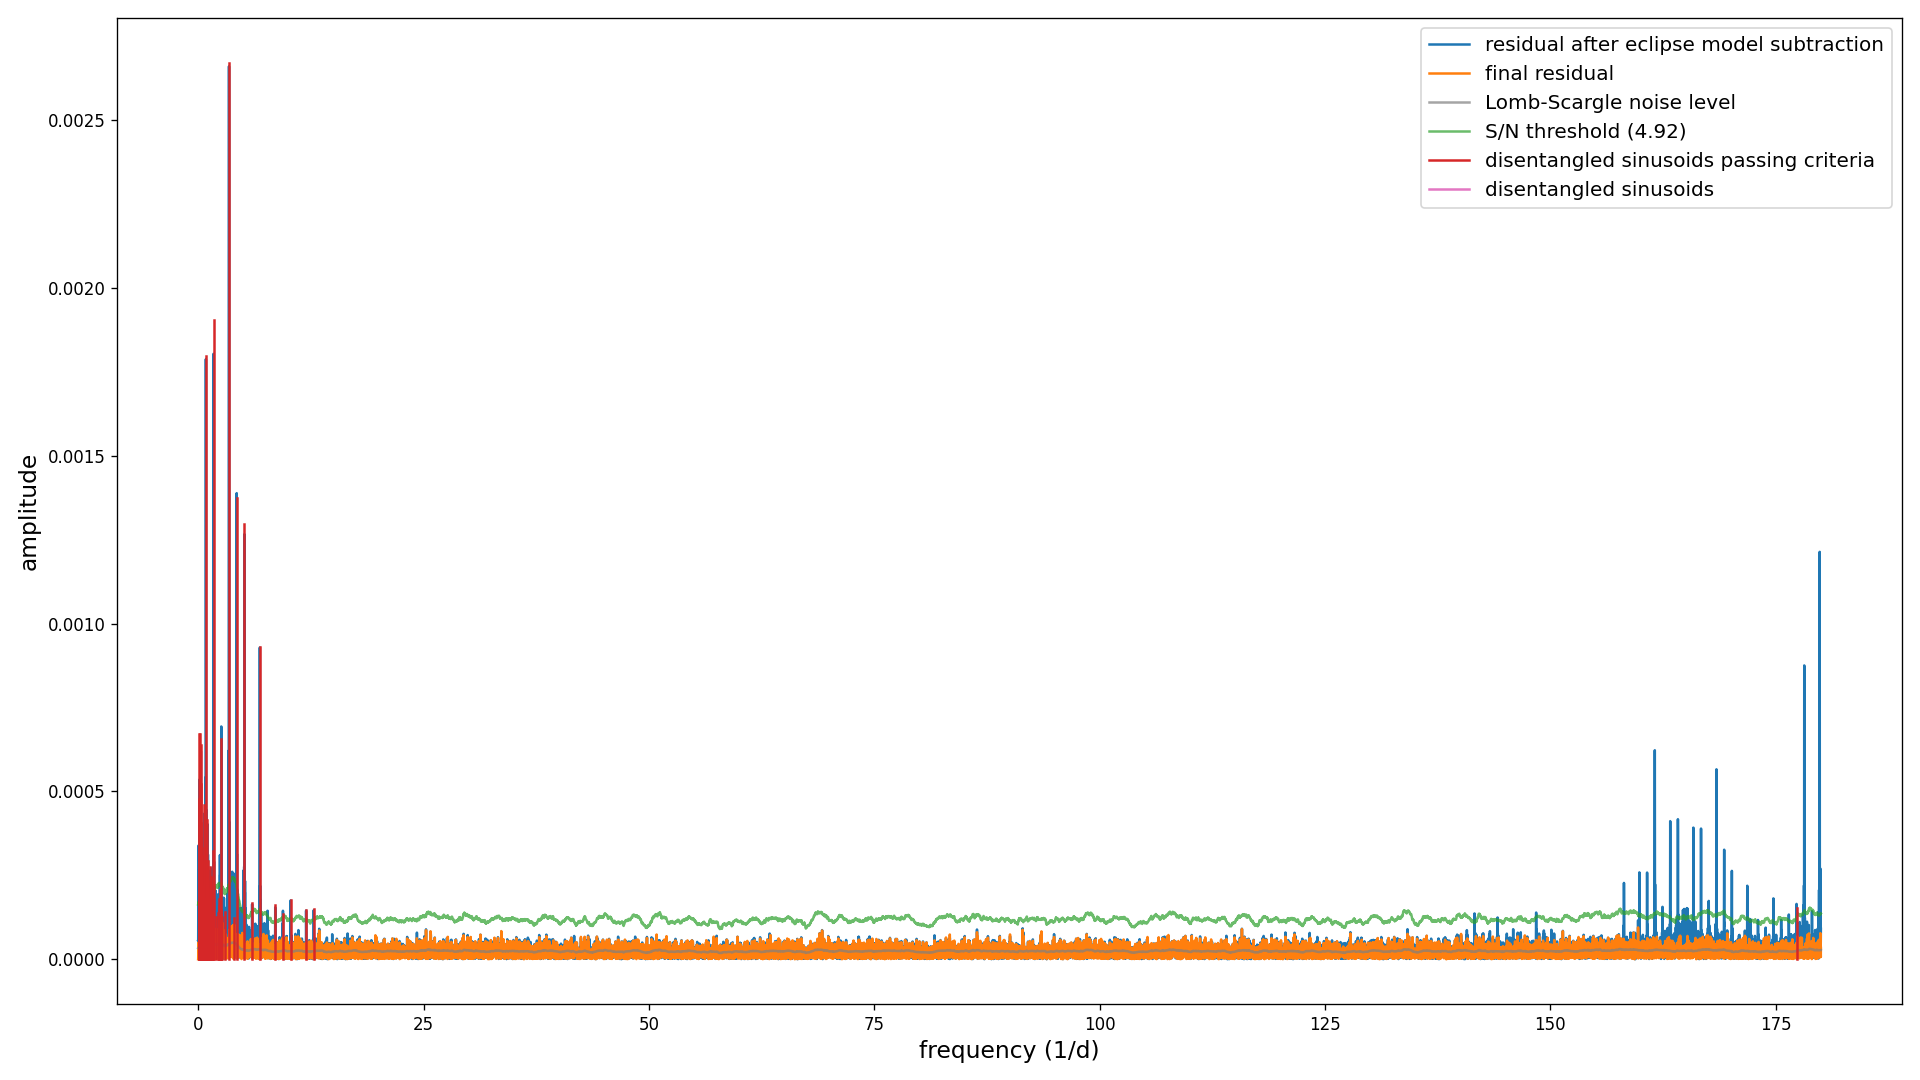 residual after eclipse model subtraction
final residual
Lomb-Scargle noise level
S/N threshold (4.92)
disentangled sinusoids passing criteria
disentangled sinusoids
0.0025
0.0020
0.0015
0.0010
0.0005
0.0000
amplitude
0 25 50 75 100 125 150 175
frequency (1/d)